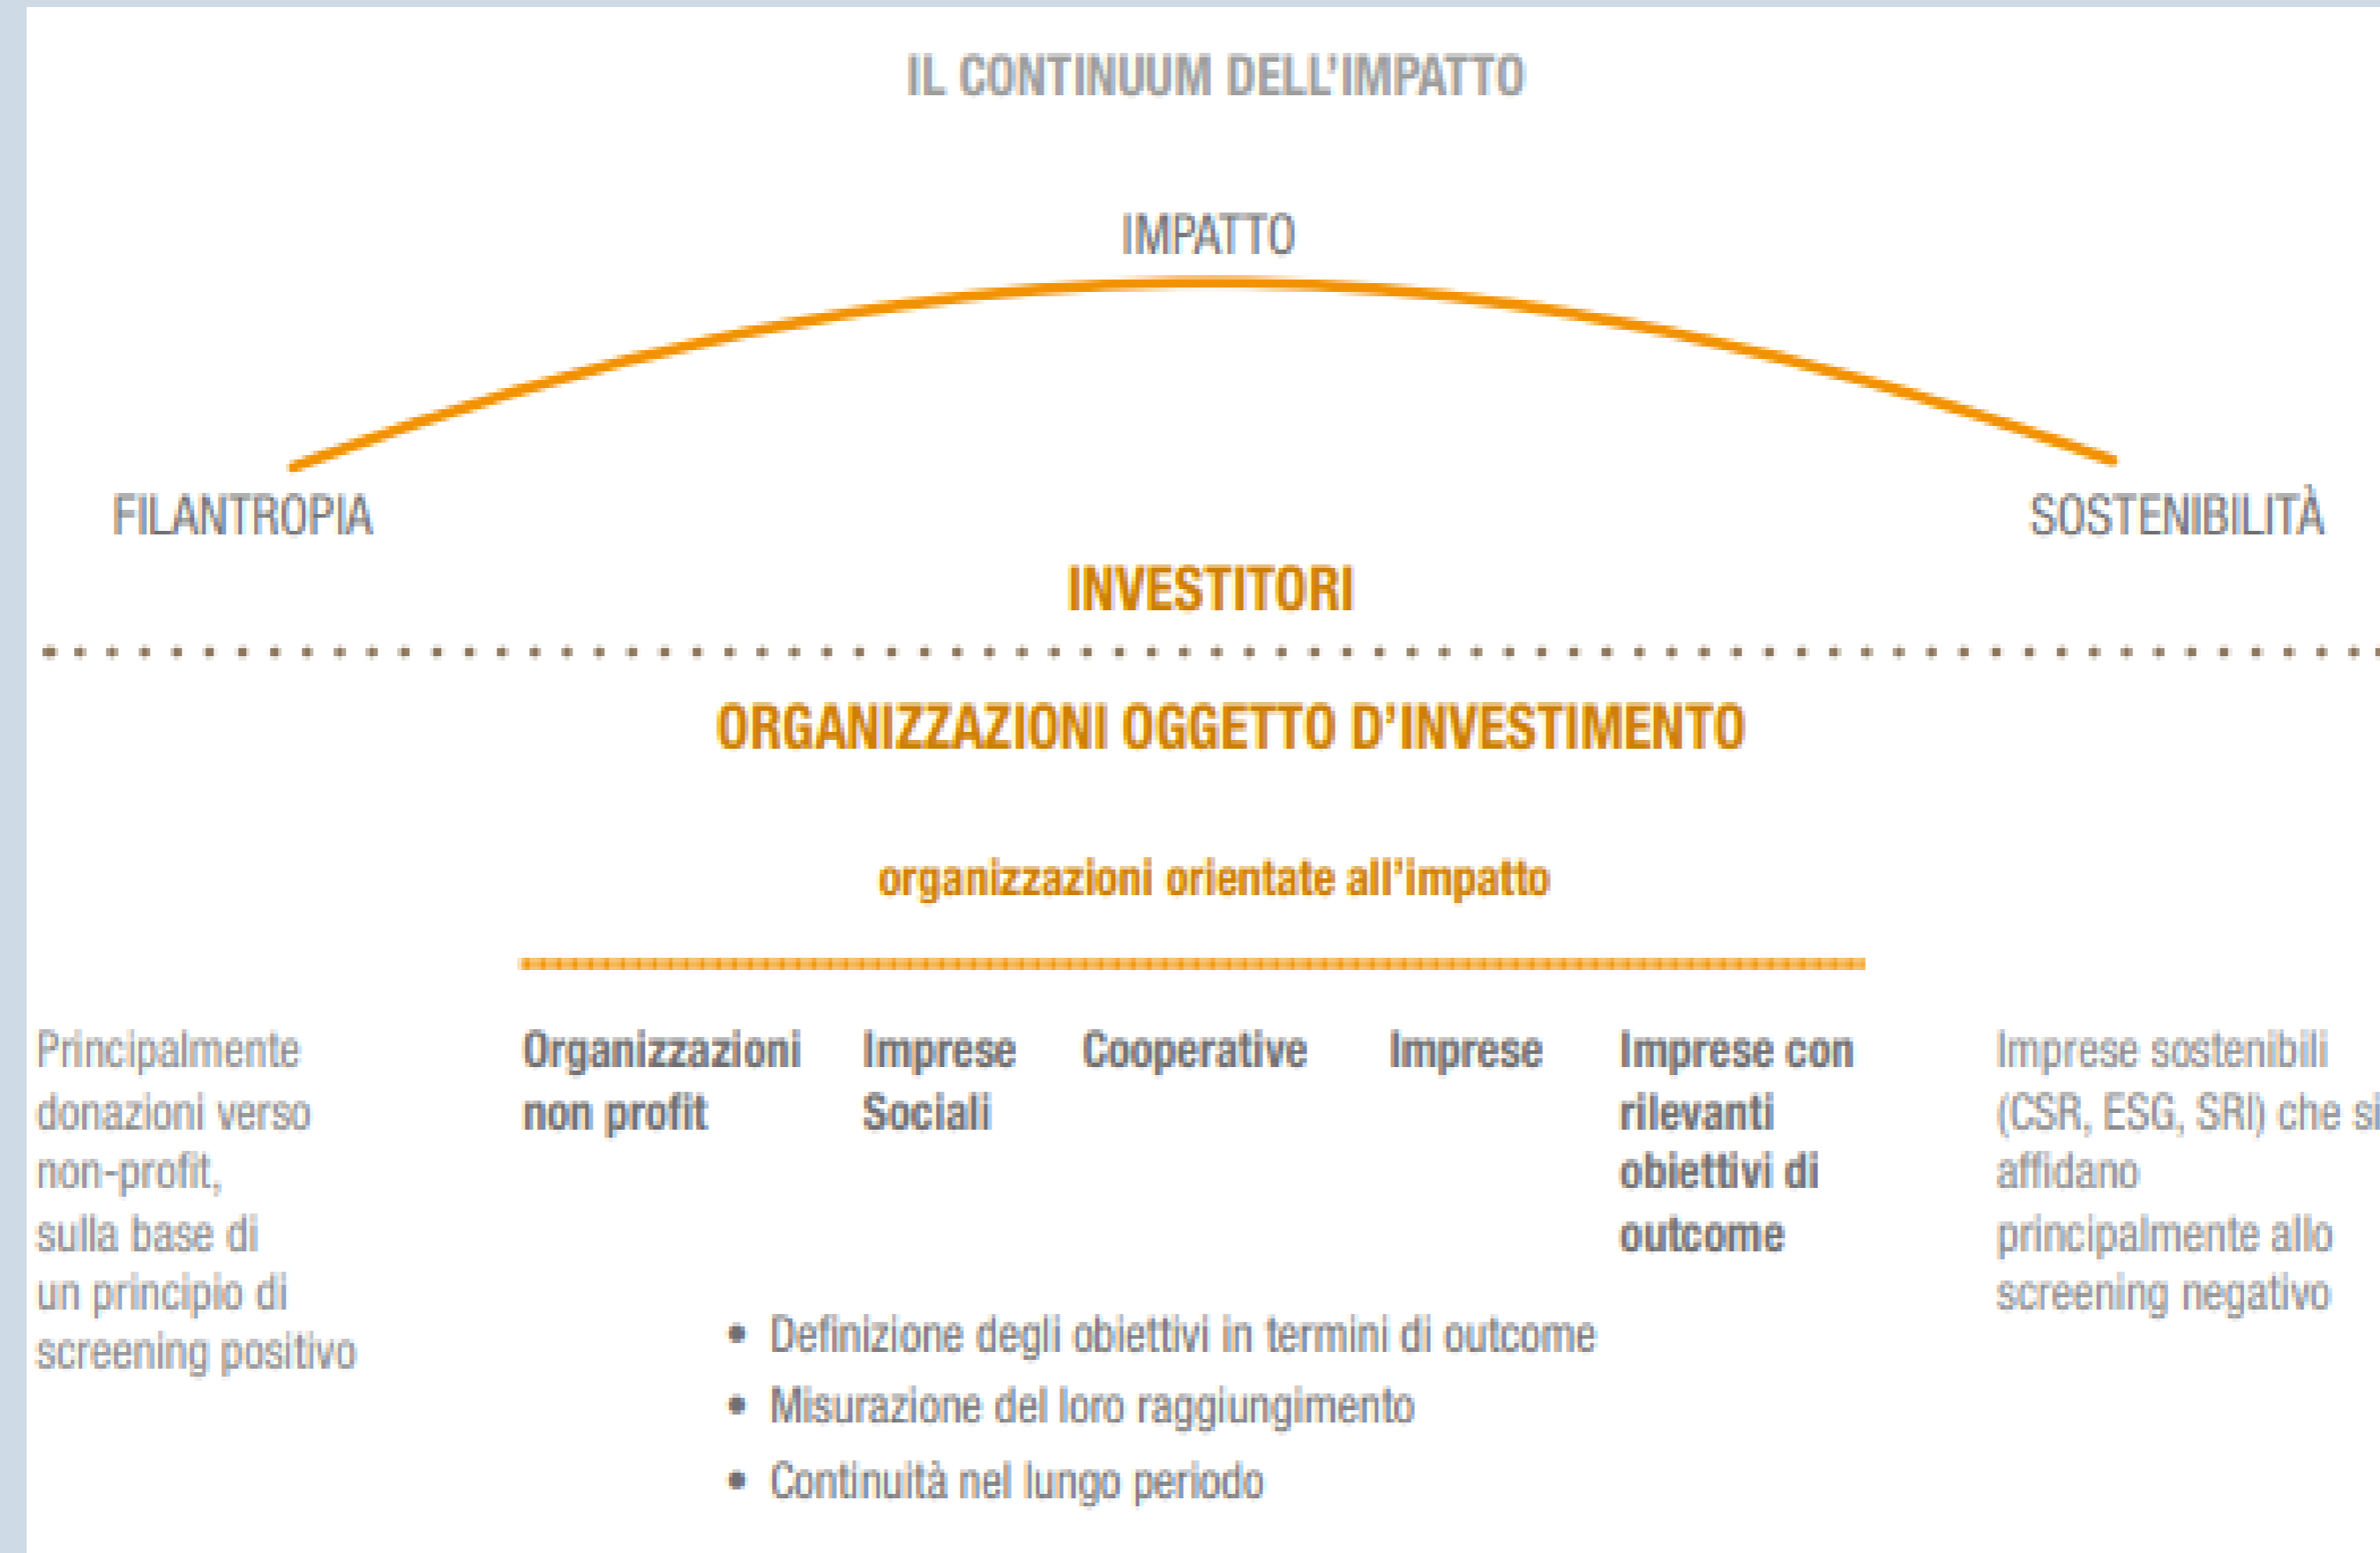 IL CONTINUUM DELL’IMPATTO
IMPATTO
FILANTROPIA
SOSTENIBILITÀ
INVESTITORI
ORGANIZZAZIONI OGGETTO D’INVESTIMENTO
organizzazioni orientate all’impatto
Principalmente
donazioni verso
non-profit,
sulla base di
un principio di
screening positivo
Organizzazioni
non profit
Imprese
Sociali
Cooperative
Imprese
Imprese con
rilevanti
obiettivi di
outcome
Imprese sostenibili
(CSR, ESG, SRI) che si
affidano
principalmente allo
screening negativo
• Definizione degli obiettivi in termini di outcome
• Misurazione del loro raggiungimento
• Continuità nel lungo periodo